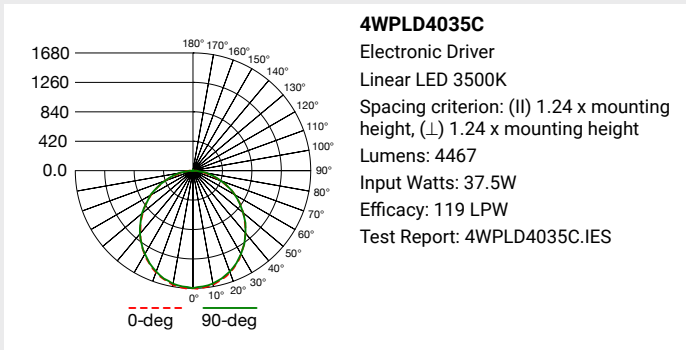 1680
1260
840
420
0.0
180° 170° 160° 150° 140° 130° 120° 110° 100° 90° 80° 70° 60° 50° 40° 30° 20° 10° 0°
0-deg 90-deg
4WPLD4035C
Electronic Driver
Linear LED 3500K
Spacing criterion: (II) 1.24 x mounting
height, (⊥) 1.24 x mounting height
Lumens: 4467
Input Watts: 37.5W
Efficacy: 119 LPW
Test Report: 4WPLD4035C.IES